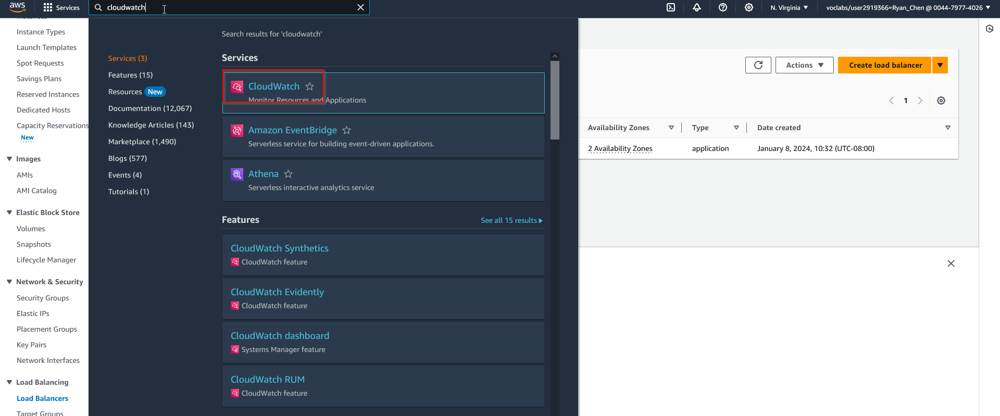 aws
Services
cloudwatch
N. Virginia
voclabs/user2919366=Ryan_Chen @ 0044-7977-4026
Instances
Instance Types
Launch Templates
Spot Requests
Savings Plans
Reserved Instances
Dedicated Hosts
Capacity Reservations
New
Images
AMIs
AMI Catalog
Elastic Block Store
Volumes
Snapshots
Lifecycle Manager
Network & Security
Security Groups
Elastic IPs
Placement Groups
Key Pairs
Network Interfaces
Load Balancing
Load Balancers
Target Groups
Search results for 'cloudwatch'
Services (3)
Features (15)
Resources New
Documentation (12,067)
Knowledge Articles (143)
Marketplace (1,490)
Blogs (577)
Events (4)
Tutorials (1)
Services
CloudWatch
Monitor Resources and Applications
Amazon EventBridge
Serverless service for building event-driven applications.
Athena
Serverless interactive analytics service
Features
See all 15 results
CloudWatch Synthetics
CloudWatch feature
CloudWatch Evidently
CloudWatch feature
CloudWatch dashboard
Systems Manager feature
CloudWatch RUM
CloudWatch feature
Actions
Create load balancer
1
Availability Zones
Type
Date created
2 Availability Zones
application
January 8, 2024, 10:32 (UTC-08:00)